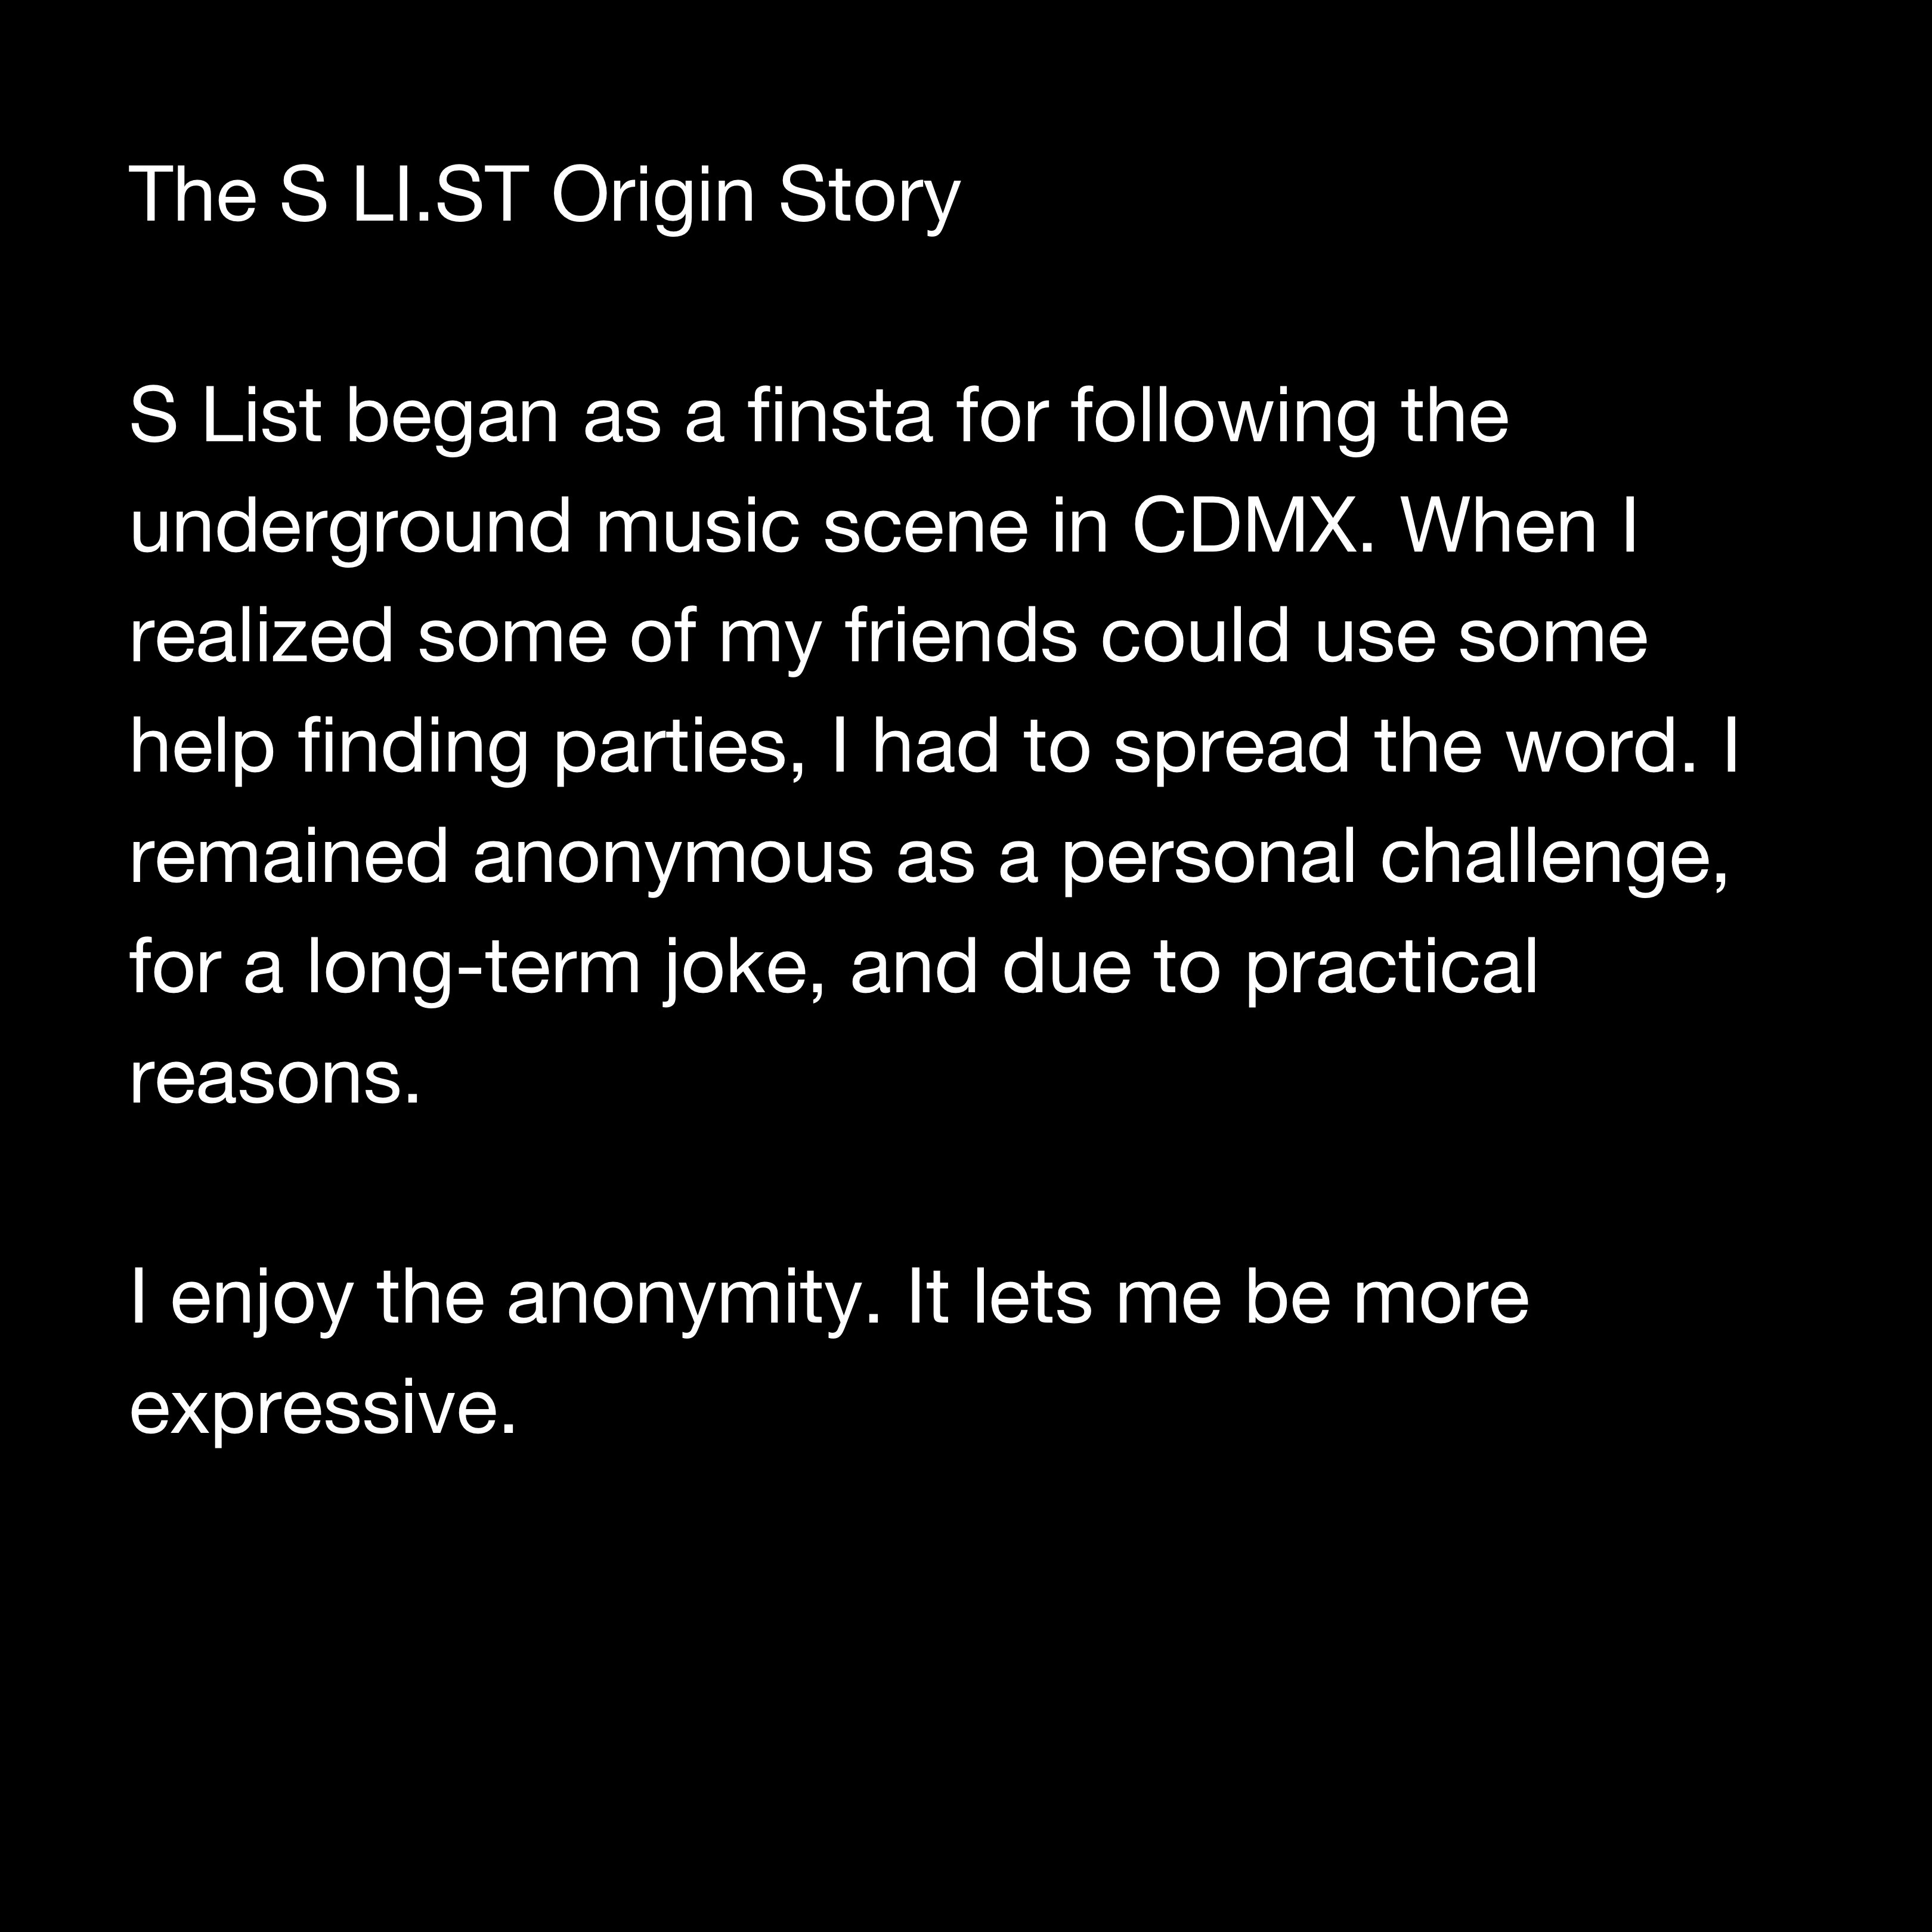 The S LI.ST Origin Story
S List began as a finsta for following the
underground music scene in CDMX. When I
realized some of my friends could use some
help finding parties, I had to spread the word. I
remained anonymous as a personal challenge,
for a long-term joke, and due to practical
reasons.
I enjoy the anonymity. It lets me be more
expressive.